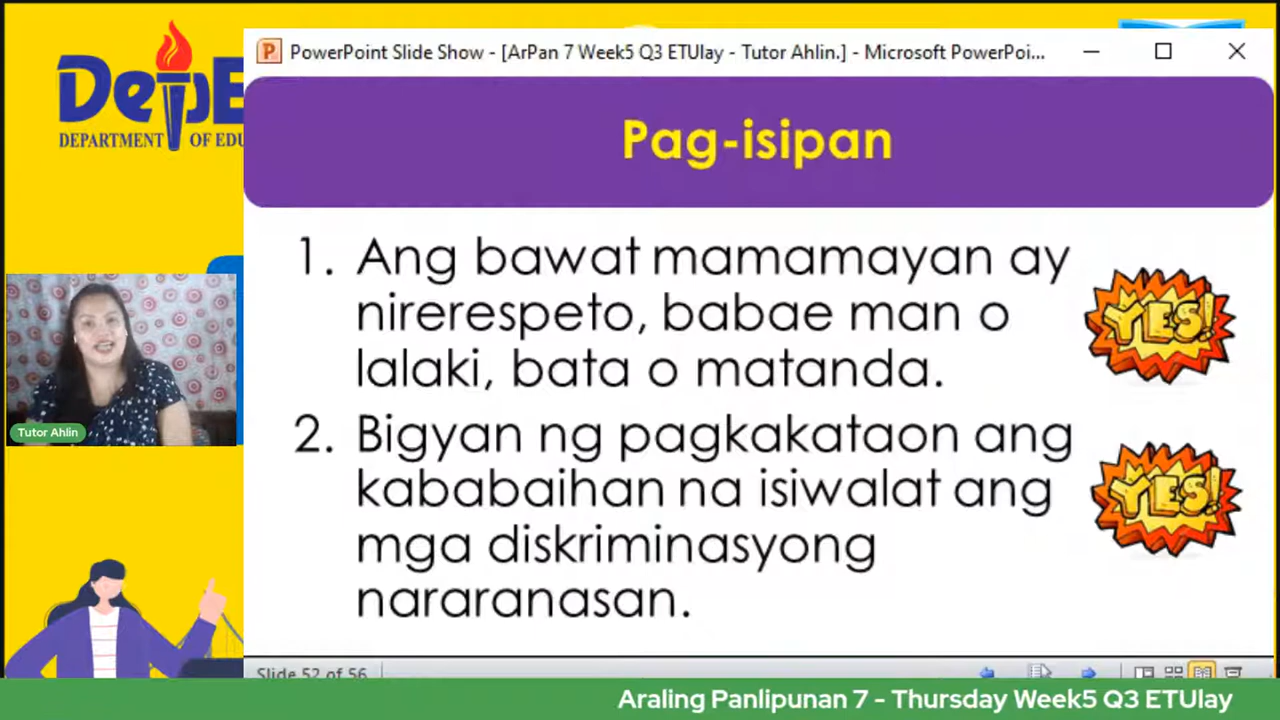 PowerPoint Slide Show - [ArPan 7 Week5 Q3 ETUlay - Tutor Ahlin.] - Microsoft PowerPoi...
DepE
DEPARTMENT OF EDU
Pag-isipan
1. Ang bawat mamamayan ay
nirerespeto, babae man o
lalaki, bata o matanda.
YES!
2. Bigyan ng pagkakataon ang
kababaihan na isiwalat ang
mga diskriminasyong
nararanasan.
YES!
Tutor Ahlin
Slide 52 of 56
Araling Panlipunan 7 - Thursday Week5 Q3 ETUlay